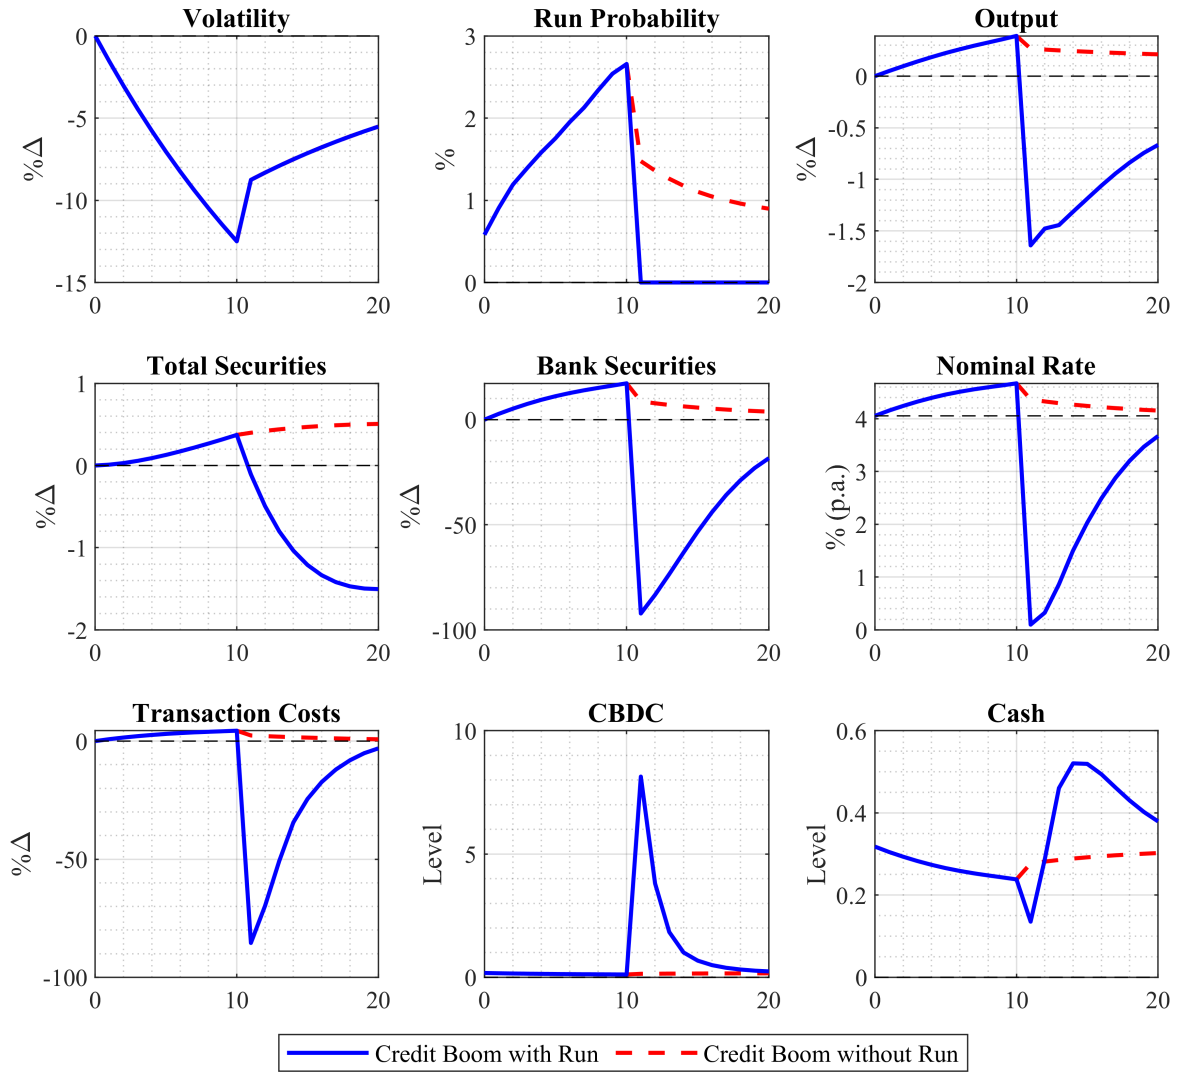 Volatility
0
-5
-10
-15
%Δ
0 10 20
Run Probability
3
2
1
0
%
0 10 20
Output
0
-0.5
-1
-1.5
-2
%Δ
0 10 20
Total Securities
1
0
-1
-2
%Δ
0 10 20
Bank Securities
0
-50
-100
%Δ
0 10 20
Nominal Rate
4
3
2
1
0
% (p.a.)
0 10 20
Transaction Costs
0
-50
-100
%Δ
0 10 20
CBDC
10
5
0
Level
0 10 20
Cash
0.6
0.4
0.2
0
Level
0 10 20
Credit Boom with Run Credit Boom without Run